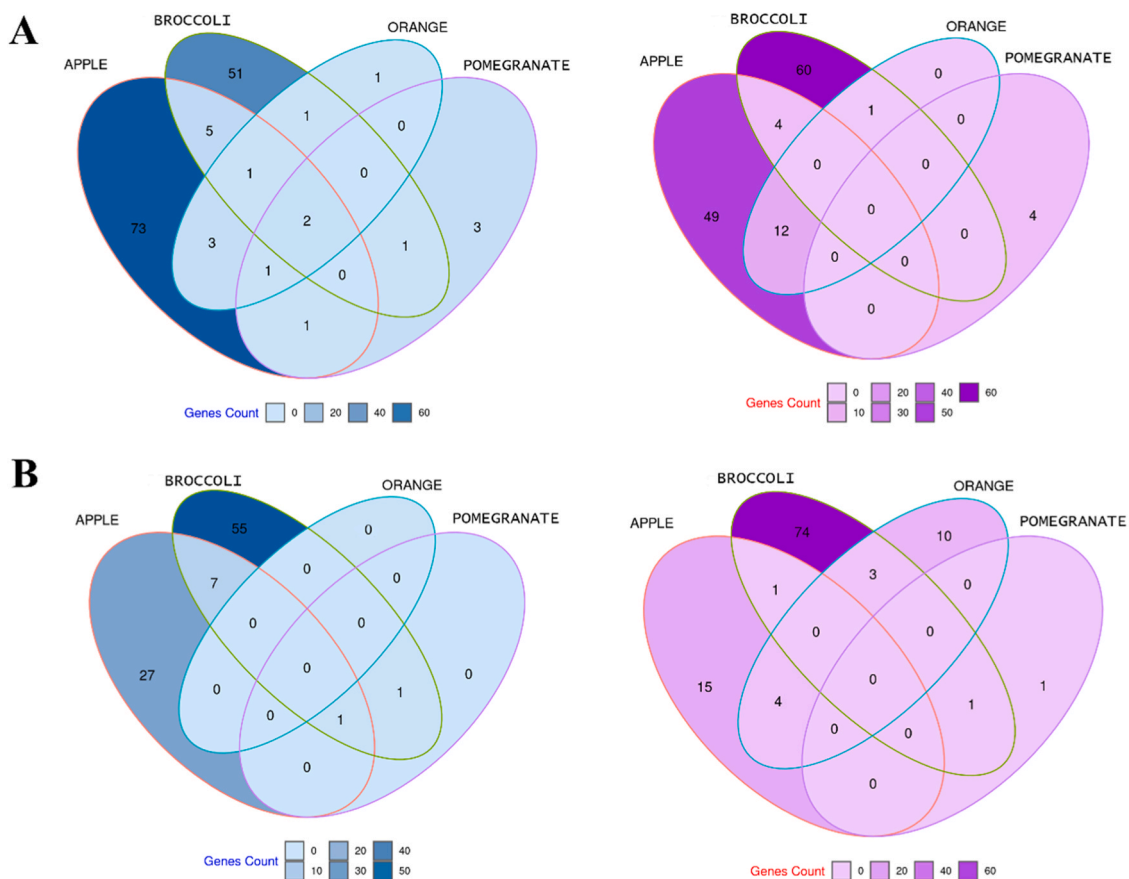 A
BROCCOLI
ORANGE
APPLE
POMEGRANATE
51
1
1
0
5
1
0
73
3
2
1
3
1
0
1
Genes Count 0 20 40 60
BROCCOLI
ORANGE
APPLE
POMEGRANATE
60
0
1
0
4
0
0
49
12
0
0
4
0
0
0
Genes Count
0 20 40 60
10 30 50
B
BROCCOLI
ORANGE
APPLE
POMEGRANATE
55
0
0
0
7
0
0
27
0
0
1
0
0
1
0
Genes Count
0 20 40
10 30 50
BROCCOLI
ORANGE
APPLE
POMEGRANATE
74
10
3
0
1
0
0
15
4
0
1
1
0
0
0
Genes Count 0 20 40 60